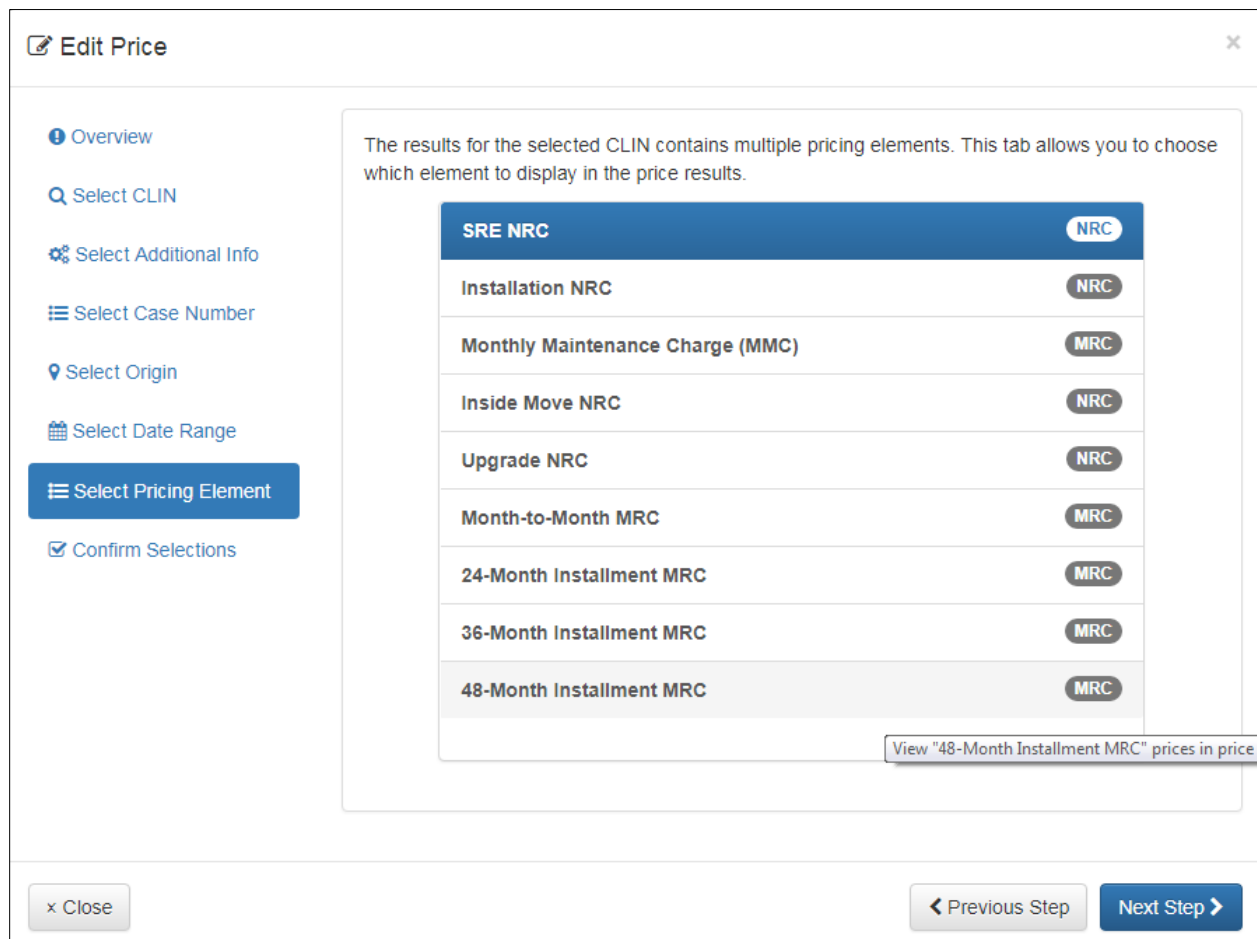 Edit Price
×
Overview
Select CLIN
Select Additional Info
Select Case Number
Select Origin
Select Date Range
Select Pricing Element
Confirm Selections
The results for the selected CLIN contains multiple pricing elements. This tab allows you to choose
which element to display in the price results.
SRE NRC NRC
Installation NRC NRC
Monthly Maintenance Charge (MMC) MRC
Inside Move NRC NRC
Upgrade NRC NRC
Month-to-Month MRC MRC
24-Month Installment MRC MRC
36-Month Installment MRC MRC
48-Month Installment MRC MRC
View "48-Month Installment MRC" prices in price
× Close
Previous Step
Next Step